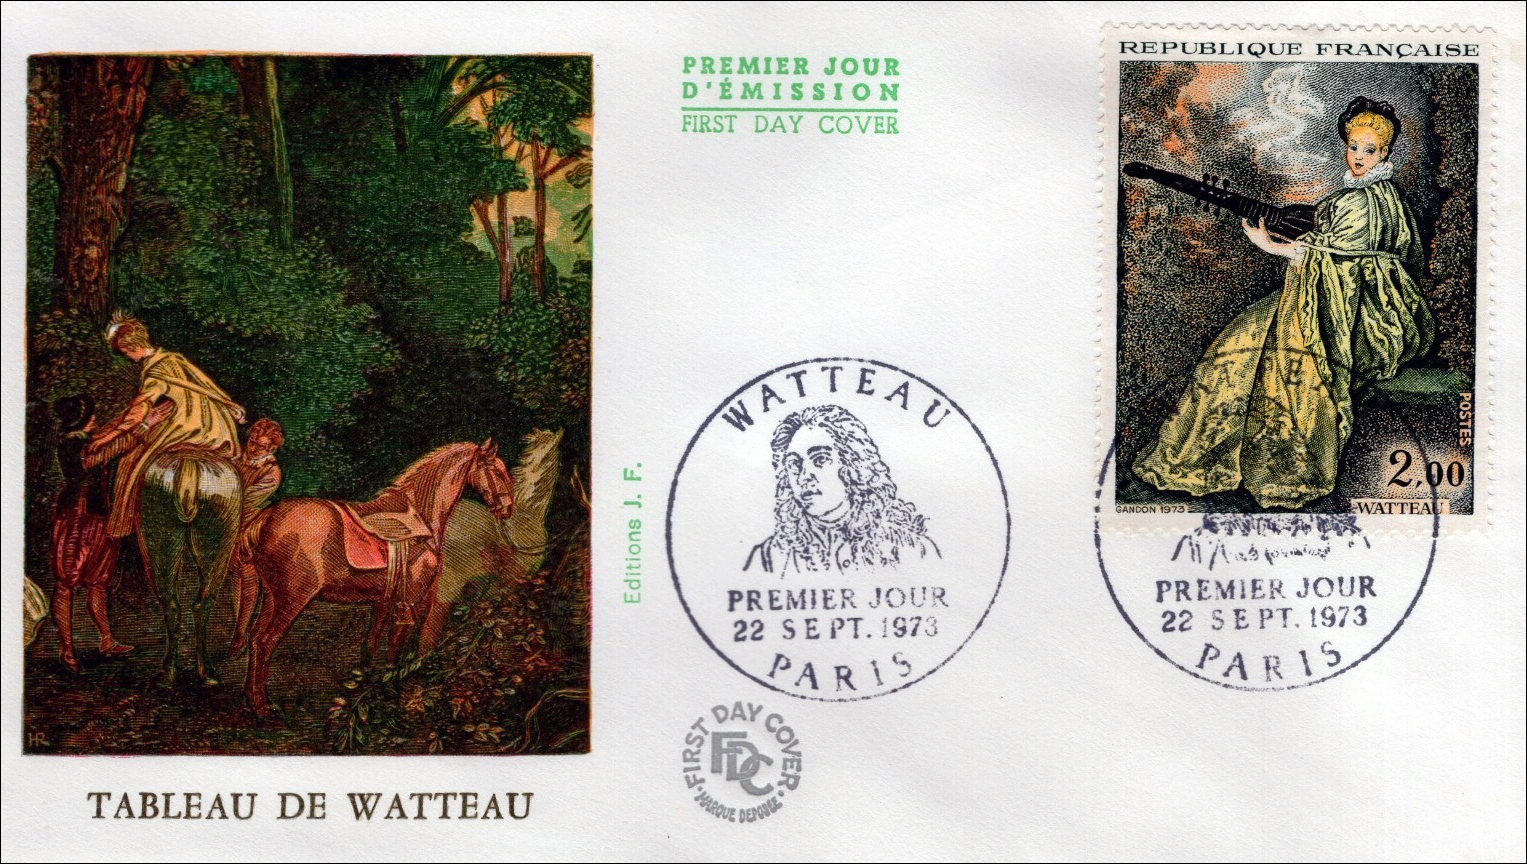 PREMIER JOUR
D'ÉMISSION
FIRST DAY COVER
REPUBLIQUE FRANÇAISE
POSTES
2,00
GANDON 1973
WATTEAU
Editions J. F.
WATTEAU
PREMIER JOUR
22 SEPT. 1973
PARIS
PREMIER JOUR
22 SEPT. 1973
PARIS
HR
TABLEAU DE WATTEAU
FIRST DAY COVER
FDC
MARQUE DEPOSÉE